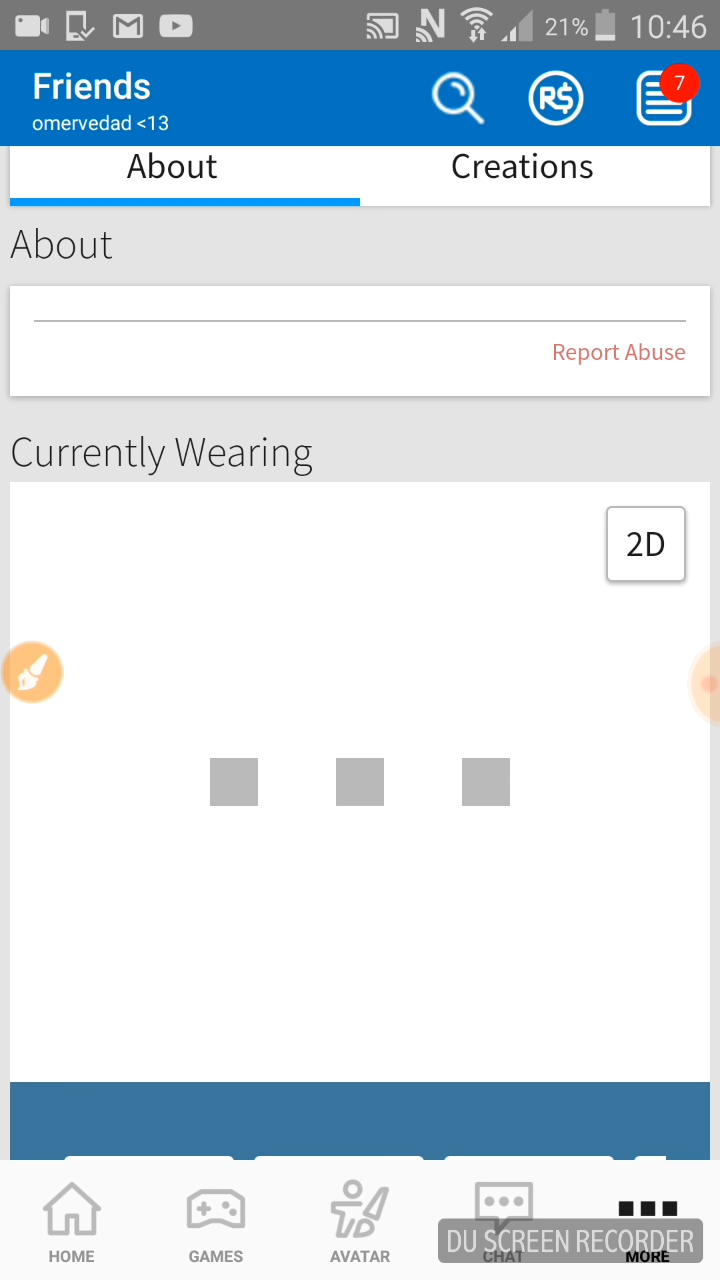 21% 10:46
Friends
omervedad <13
R$
7
About Creations
About
Report Abuse
Currently Wearing
2D
HOME GAMES AVATAR CHAT MORE
DU SCREEN RECORDER